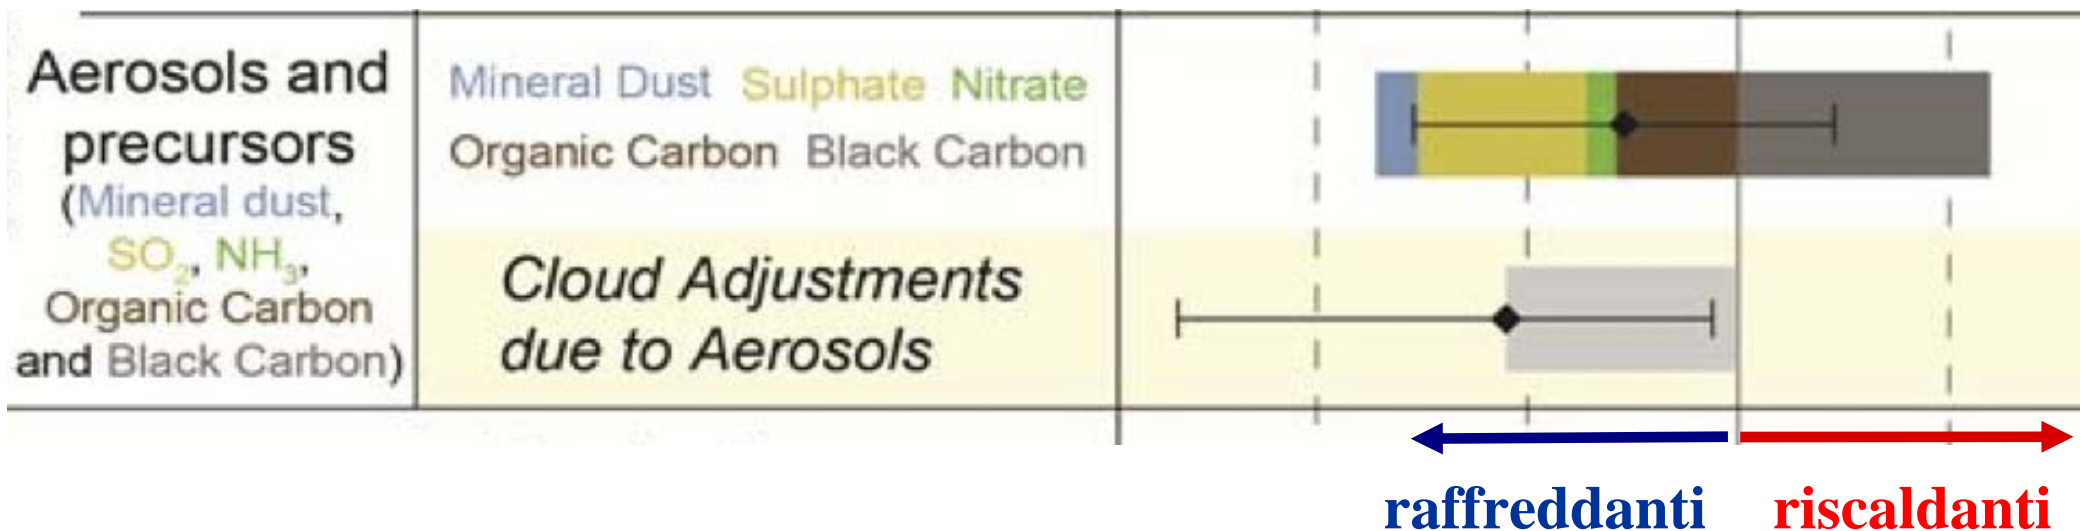 Aerosols and
precursors
(Mineral dust,
SO₂, NH₃,
Organic Carbon
and Black Carbon)
Mineral Dust Sulphate Nitrate
Organic Carbon Black Carbon
Cloud Adjustments
due to Aerosols
raffreddanti riscaldanti